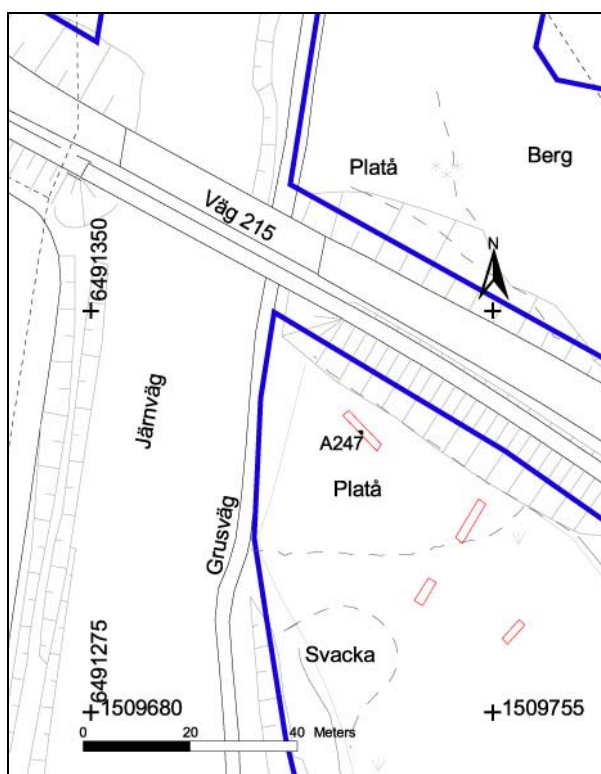 Platå
Berg
Väg 215
N
6491350
Järnväg
A247
Platå
Grusväg
Svacka
6491275
1509680
1509755
0 20 40 Meters